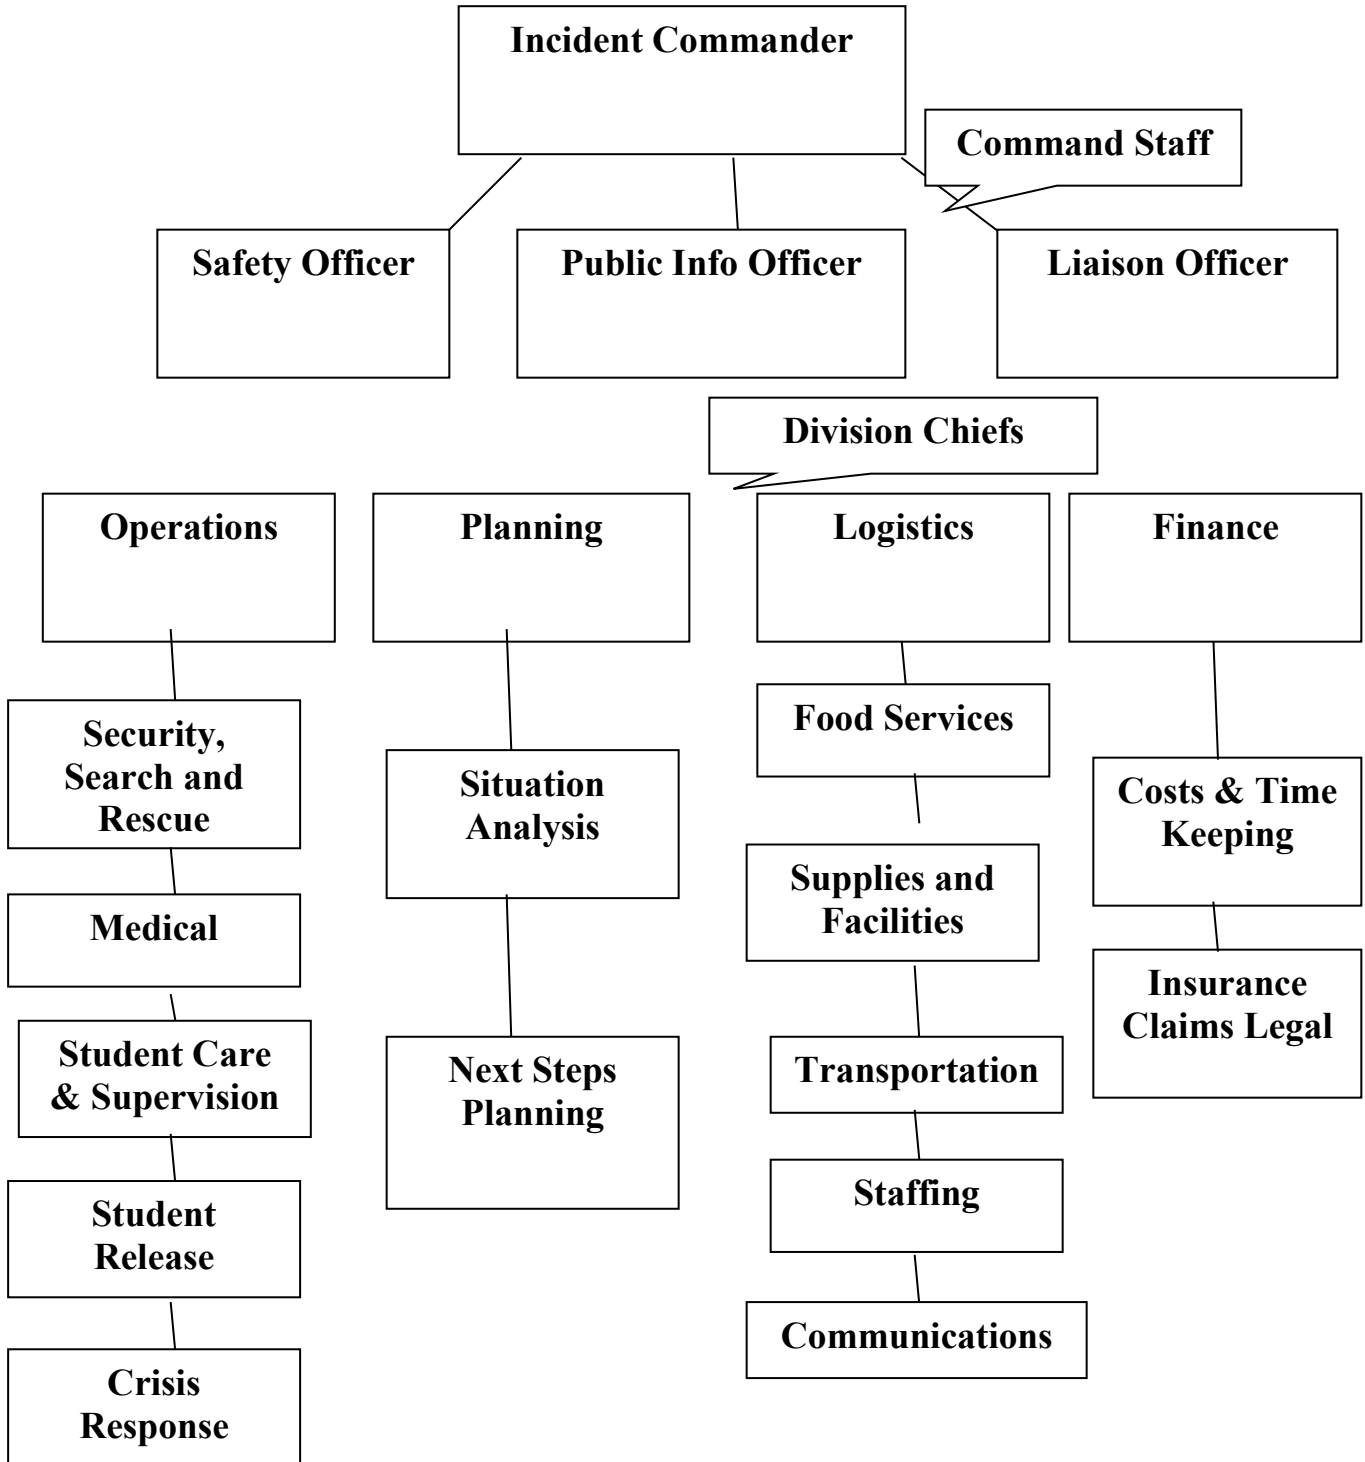 Incident Commander
Command Staff
Safety Officer
Public Info Officer
Liaison Officer
Division Chiefs
Operations
Planning
Logistics
Finance
Security,
Search and
Rescue
Medical
Student Care
& Supervision
Student
Release
Crisis
Response
Situation
Analysis
Next Steps
Planning
Food Services
Supplies and
Facilities
Transportation
Staffing
Communications
Costs & Time
Keeping
Insurance
Claims Legal